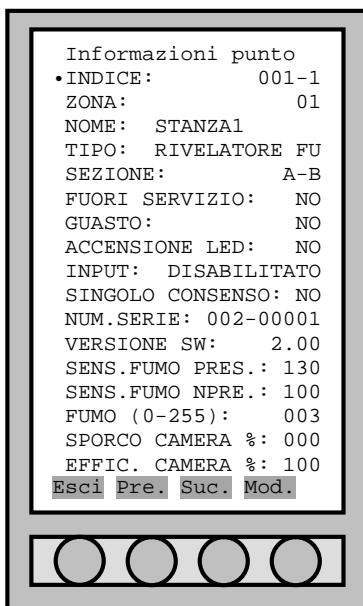 Informazioni punto
•INDICE: 001-1
ZONA: 01
NOME: STANZA1
TIPO: RIVELATORE FU
SEZIONE: A-B
FUORI SERVIZIO: NO
GUASTO: NO
ACCENSIONE LED: NO
INPUT: DISABILITATO
SINGOLO CONSENSO: NO
NUM.SERIE: 002-00001
VERSIONE SW: 2.00
SENS.FUMO PRES.: 130
SENS.FUMO NPRE.: 100
FUMO (0-255): 003
SPORCO CAMERA %: 000
EFFIC. CAMERA %: 100
Esci Pre. Suc. Mod.